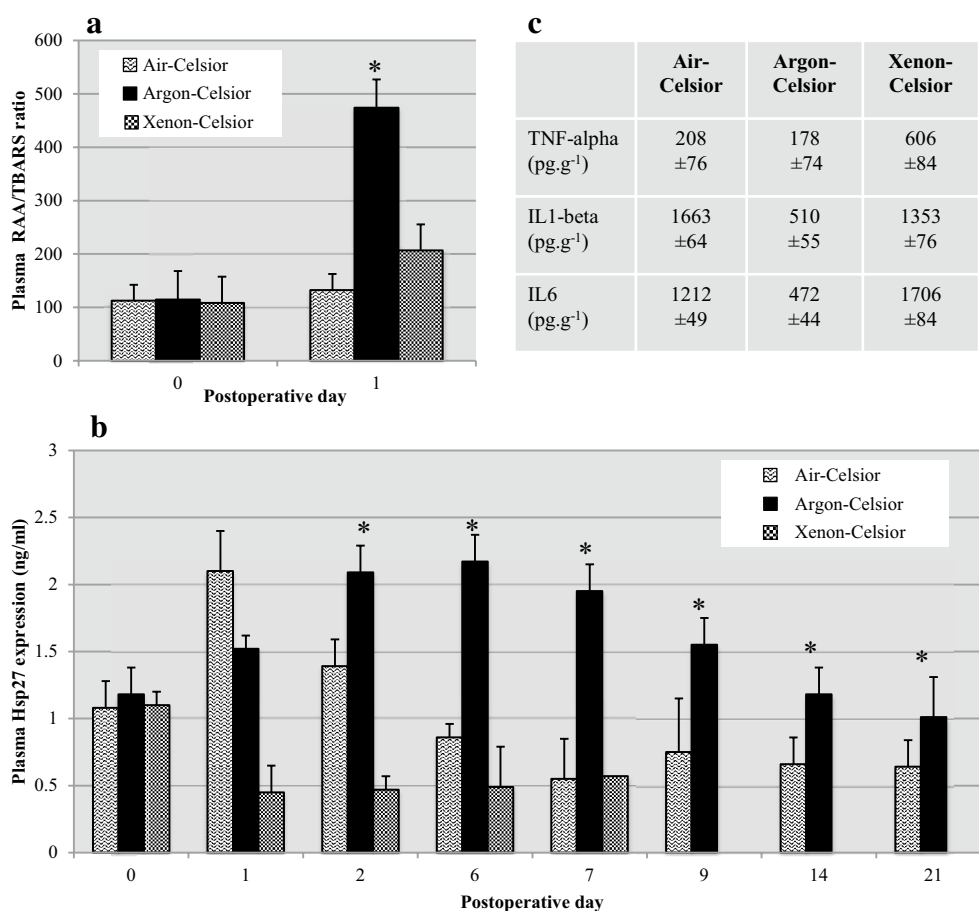 a
600
500
400
300
200
100
0
Plasma RAA/TBARS ratio
Air-Celsior
Argon-Celsior
Xenon-Celsior
*
0 1
Postoperative day
c
Air-Celsior Argon-Celsior Xenon-Celsior
TNF-alpha 208 178 606
(pg.g⁻¹) ±76 ±74 ±84
IL1-beta 1663 510 1353
(pg.g⁻¹) ±64 ±55 ±76
IL6 1212 472 1706
(pg.g⁻¹) ±49 ±44 ±84
b
3
2.5
2
1.5
1
0.5
0
Plasma Hsp27 expression (ng/ml)
Air-Celsior
Argon-Celsior
Xenon-Celsior
* * * * * *
0 1 2 6 7 9 14 21
Postoperative day